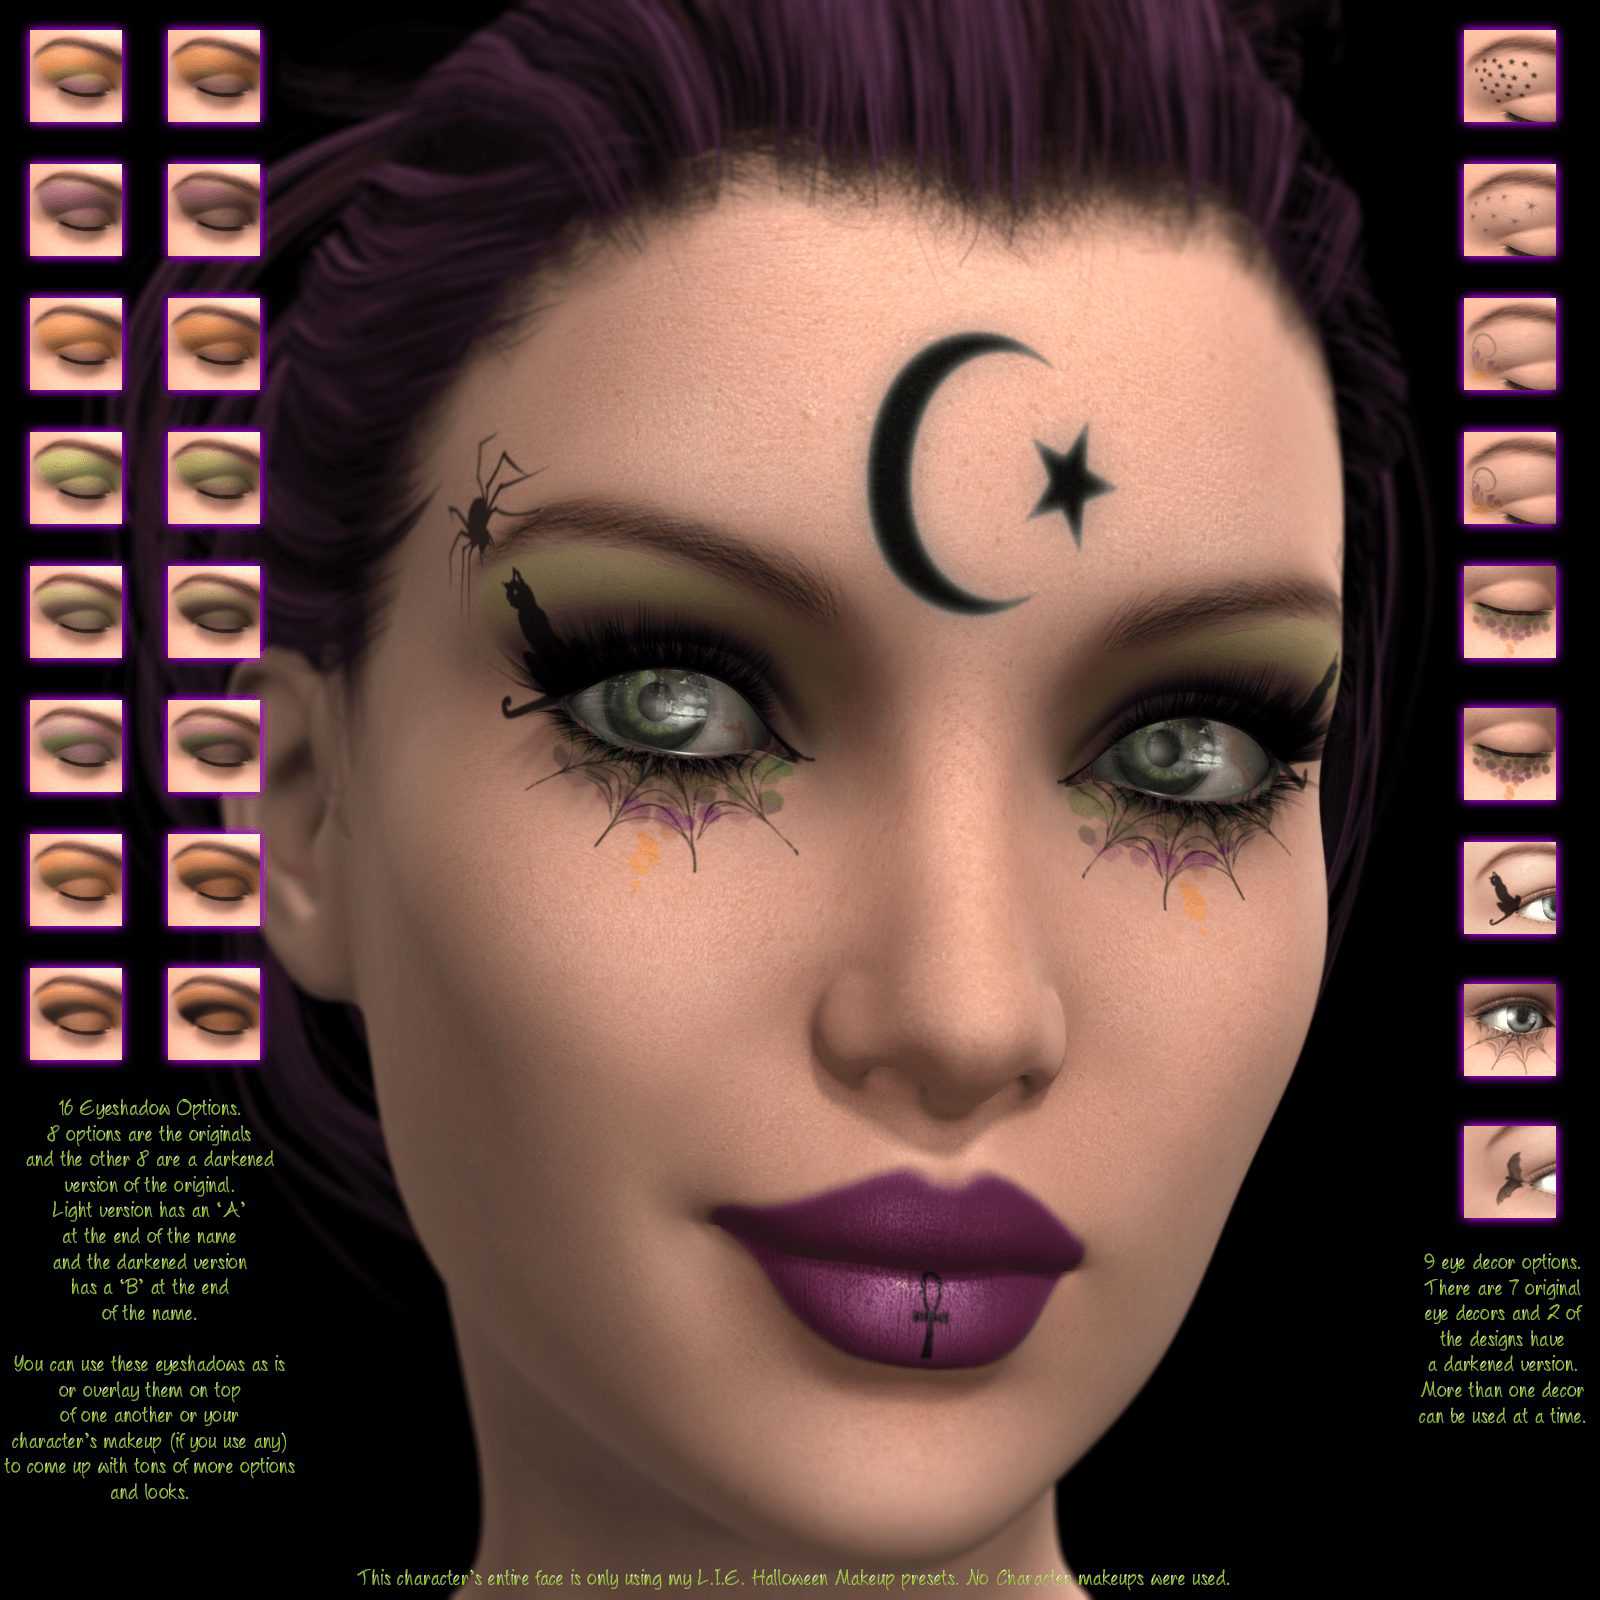 16 Eyeshadow Options.
8 options are the originals
and the other 8 are a darkened
version of the original.
Light version has an 'A'
at the end of the name
and the darkened version
has a 'B' at the end
of the name.
You can use these eyeshadows as is
or overlay them on top
of one another or your
character's makeup (if you use any)
to come up with tons of more options
and looks.
9 eye decor options.
There are 7 original
eye decors and 2 of
the designs have
a darkened version.
More than one decor
can be used at a time.
This character's entire face is only using my L.I.E. Halloween Makeup presets. No Character makeups were used.